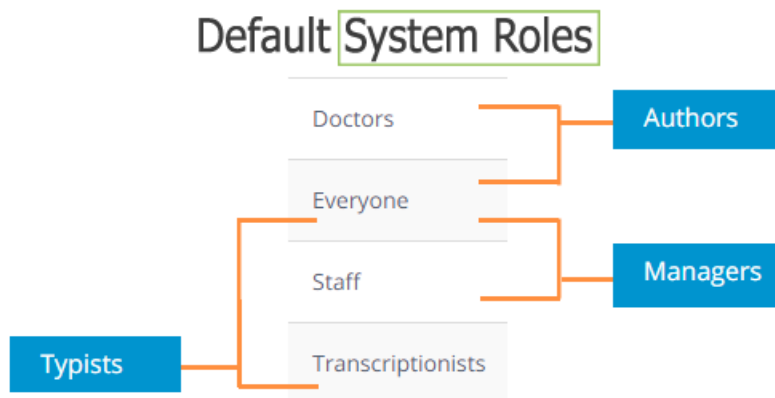 Default System Roles
Doctors
Authors
Everyone
Staff
Managers
Typists
Transcriptionists